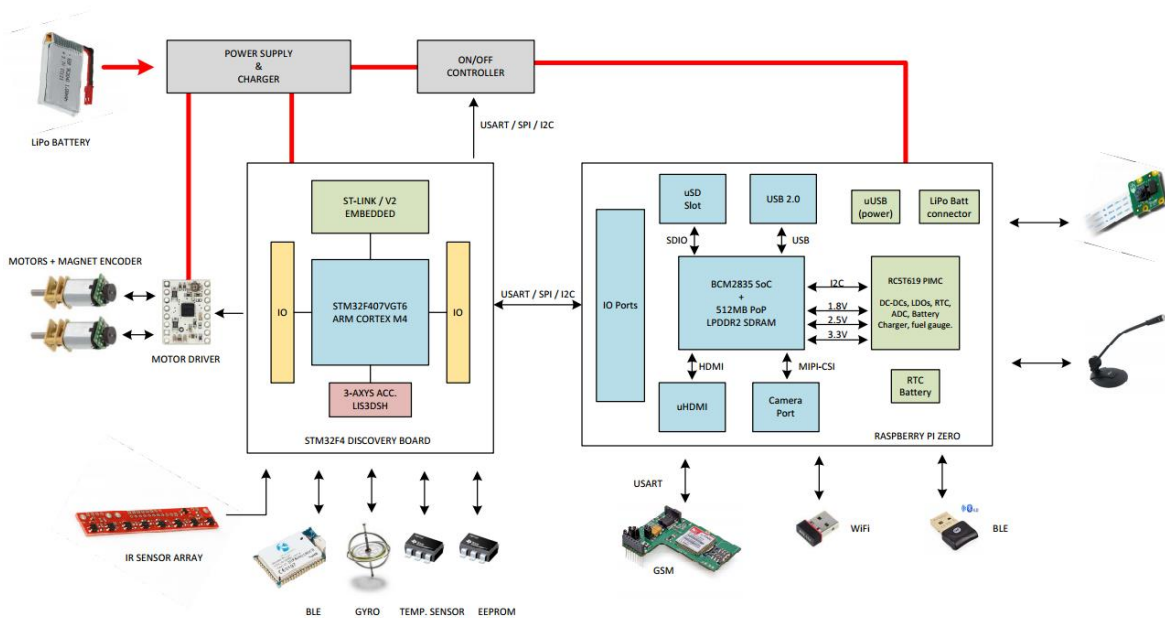 POWER SUPPLY
&
CHARGER
ON/OFF
CONTROLLER
LiPo BATTERY
USART / SPI / I2C
ST-LINK / V2
EMBEDDED
IO
STM32F407VGT6
ARM CORTEX M4
IO
3-AXYS ACC.
LIS3DSH
STM32F4 DISCOVERY BOARD
MOTORS + MAGNET ENCODER
MOTOR DRIVER
USART / SPI / I2C
IO Ports
uSD
Slot
USB 2.0
uUSB
(power)
LiPo Batt
connector
SDIO
USB
BCM2835 SoC
+
512MB PoP
LPDDR2 SDRAM
I2C
1.8V
2.5V
3.3V
RC5T619 PIMC
DC-DCs, LDOs, RTC,
ADC, Battery
Charger, fuel gauge.
HDMI
MIPI-CSI
uHDMI
Camera
Port
RTC
Battery
RASPBERRY PI ZERO
IR SENSOR ARRAY
BLE
GYRO
TEMP. SENSOR
EEPROM
USART
GSM
WiFi
BLE